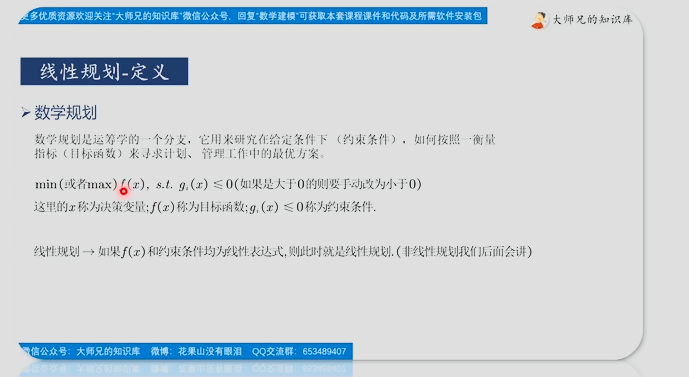 更多优质资源欢迎关注“大师兄的知识库”微信公众号，回复“数学建模”可获取本套课程课件和代码及所需软件安装包
大师兄的知识库
线性规划-定义
➢ 数学规划
数学规划是运筹学的一个分支，它用来研究在给定条件下（约束条件），如何按照一衡量
指标（目标函数）来寻求计划、管理工作中的最优方案。
min(或者max)f(x), s.t. gᵢ(x) ≤ 0(如果是大于0的则要手动改为小于0)
这里的x称为决策变量;f(x)称为目标函数;gᵢ(x) ≤ 0称为约束条件.
线性规划 → 如果f(x)和约束条件均为线性表达式,则此时就是线性规划.(非线性规划我们后面会讲)
微信公众号：大师兄的知识库 微博：花果山没有眼泪 QQ交流群：653489407